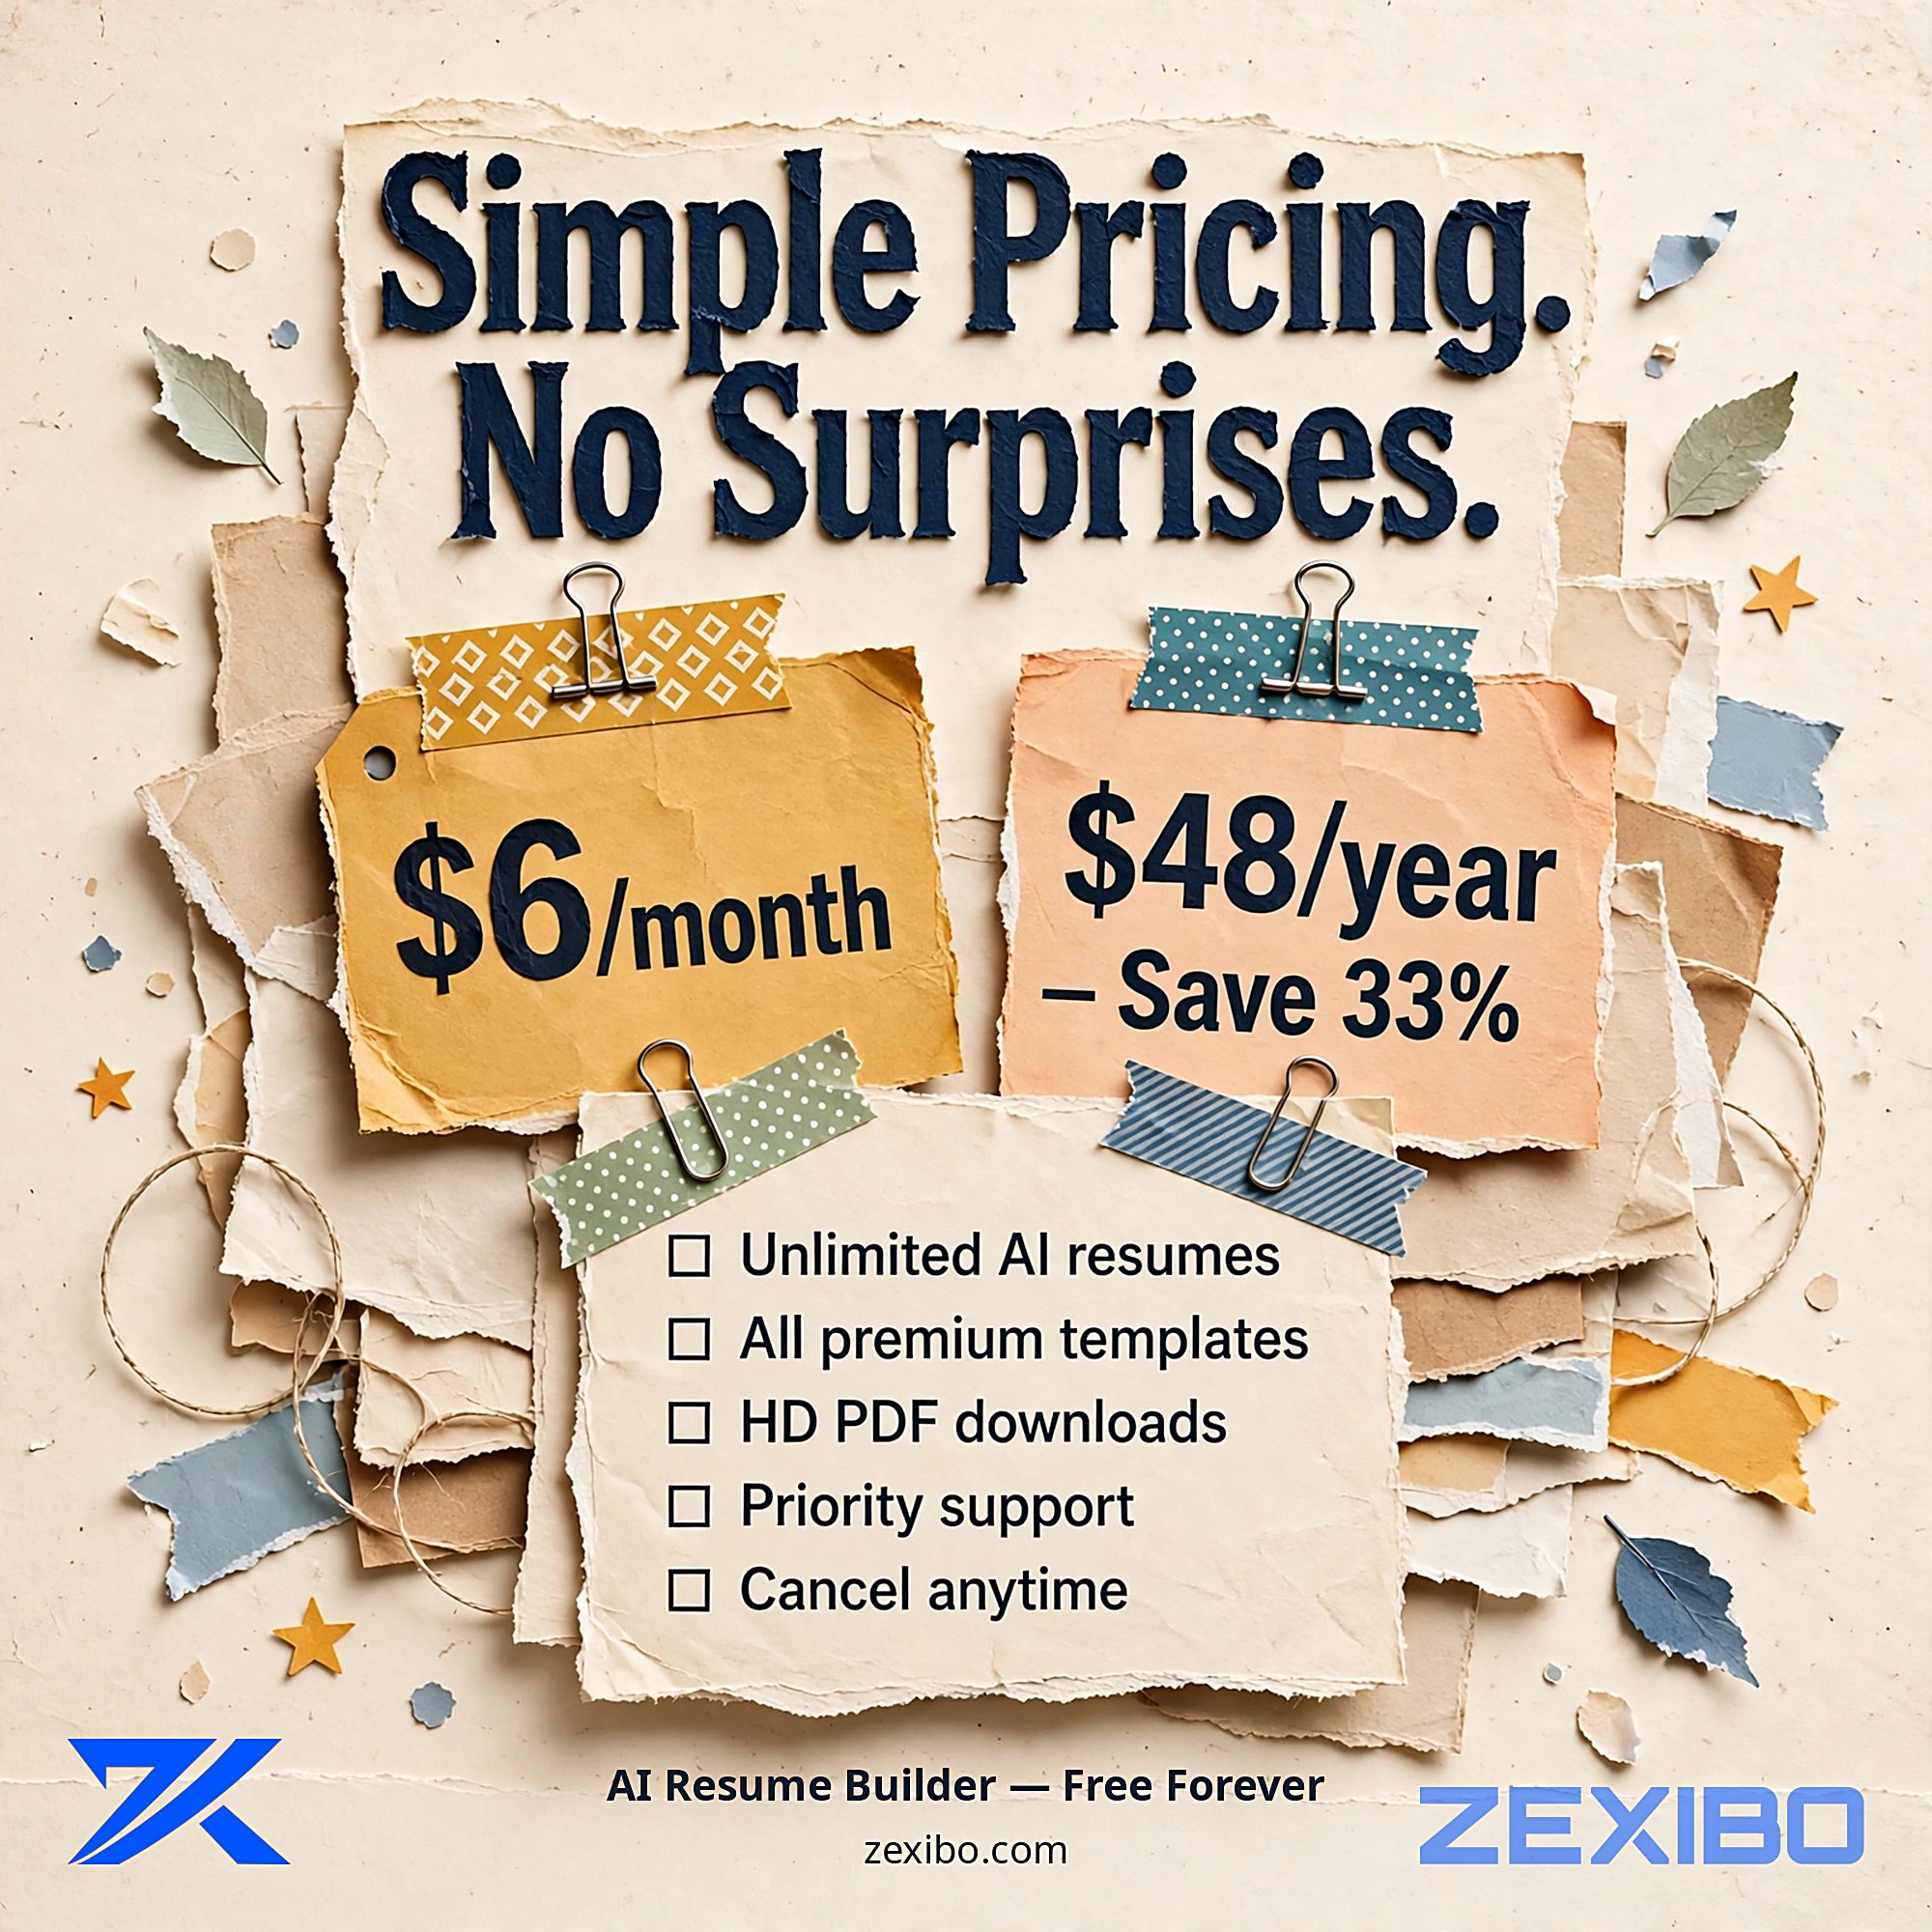 Simple Pricing.
No Surprises.
$6/month
$48/year
– Save 33%
☐ Unlimited AI resumes
☐ All premium templates
☐ HD PDF downloads
☐ Priority support
☐ Cancel anytime
AI Resume Builder — Free Forever
zexibo.com
ZEXIBO